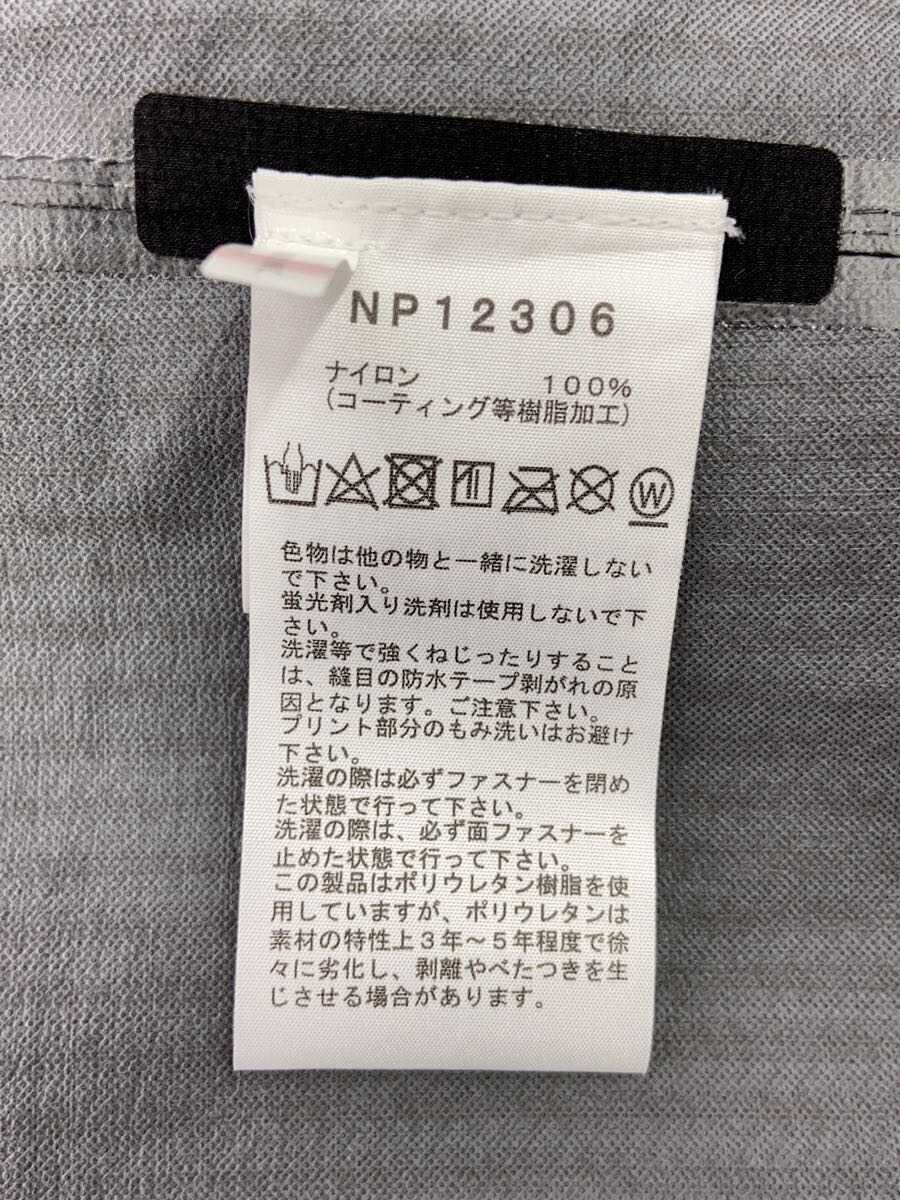 NP12306
ナイロン 100%
(コーティング等樹脂加工)
W
色物は他の物と一緒に洗濯しない
で下さい。
蛍光剤入り洗剤は使用しないで下
さい。
洗濯等で強くねじったりすること
は、縫目の防水テープ剥がれの原
因となります。ご注意下さい。
プリント部分のもみ洗いはお避け
下さい。
洗濯の際は必ずファスナーを閉め
た状態で行って下さい。
洗濯の際は、必ず面ファスナーを
止めた状態で行って下さい。
この製品はポリウレタン樹脂を使
用していますが、ポリウレタンは
素材の特性上3年～5年程度で徐
々に劣化し、剥離やべたつきを生
じさせる場合があります。